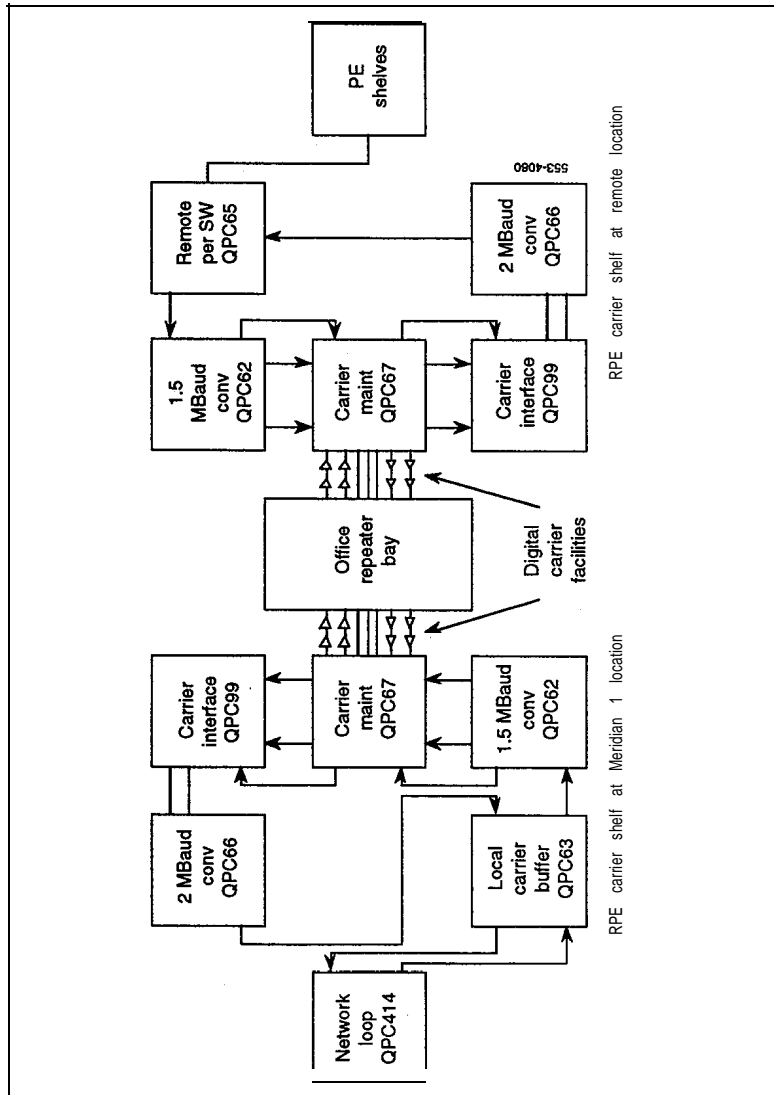 Network
loop
QPC414
2 MBaud
conv
QPC66
Local
carrier
buffer
QPC63
Carrier
interface
QPC99
Carrier
maint
QPC67
1.5 MBaud
conv
QPC62
Office
repeater
bay
Digital
carrier
facilities
1.5
MBaud
conv
QPC62
Carrier
maint
QPC67
Carrier
interface
QPC99
Remote
per SW
QPC65
2 MBaud
conv
QPC66
PE
shelves
553-4080
RPE carrier shelf at Meridian 1 location
RPE carrier shelf at remote location